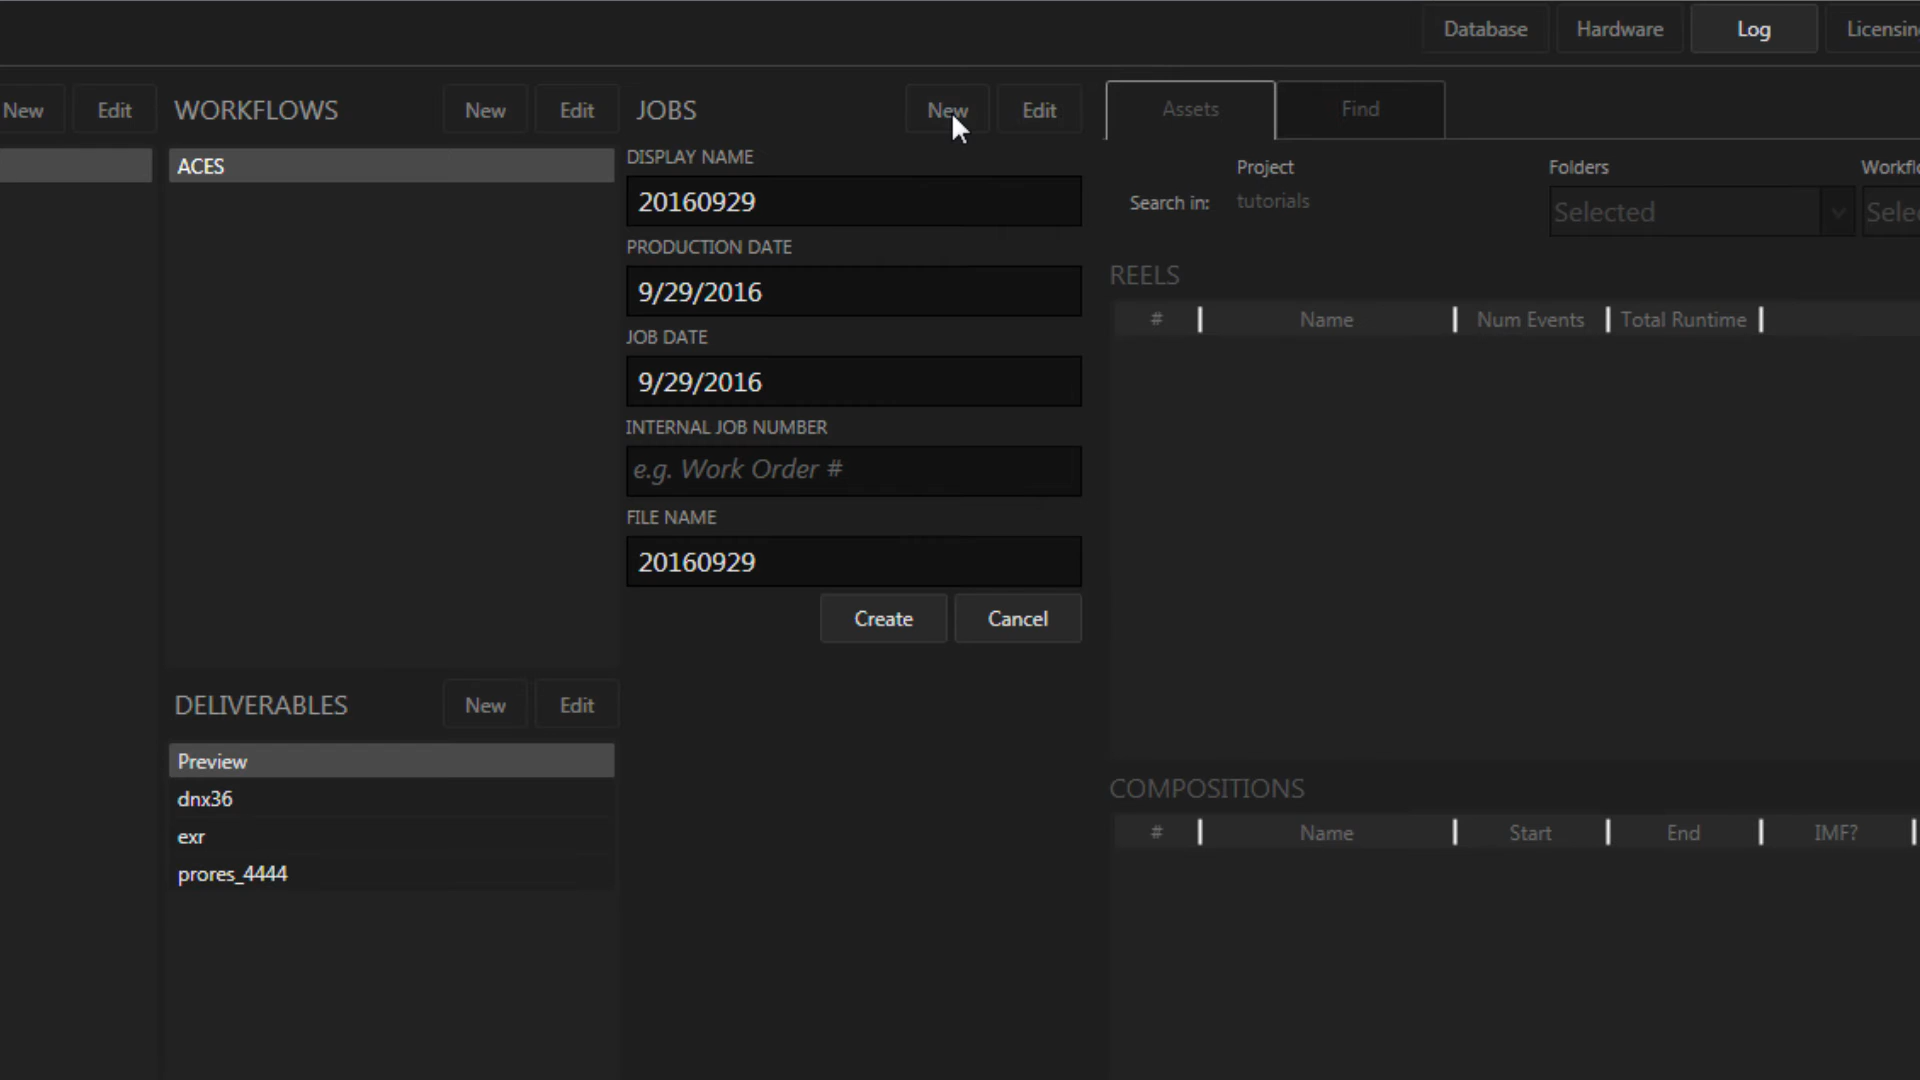 Database Hardware Log Licensin
New Edit WORKFLOWS New Edit JOBS New Edit Assets Find
ACES
DISPLAY NAME
20160929
PRODUCTION DATE
9/29/2016
JOB DATE
9/29/2016
INTERNAL JOB NUMBER
e.g. Work Order #
FILE NAME
20160929
Create Cancel
Project Folders Workflo
Search in: tutorials Selected Selec
REELS
# Name Num Events Total Runtime
DELIVERABLES New Edit
Preview
dnx36
exr
prores_4444
COMPOSITIONS
# Name Start End IMF?